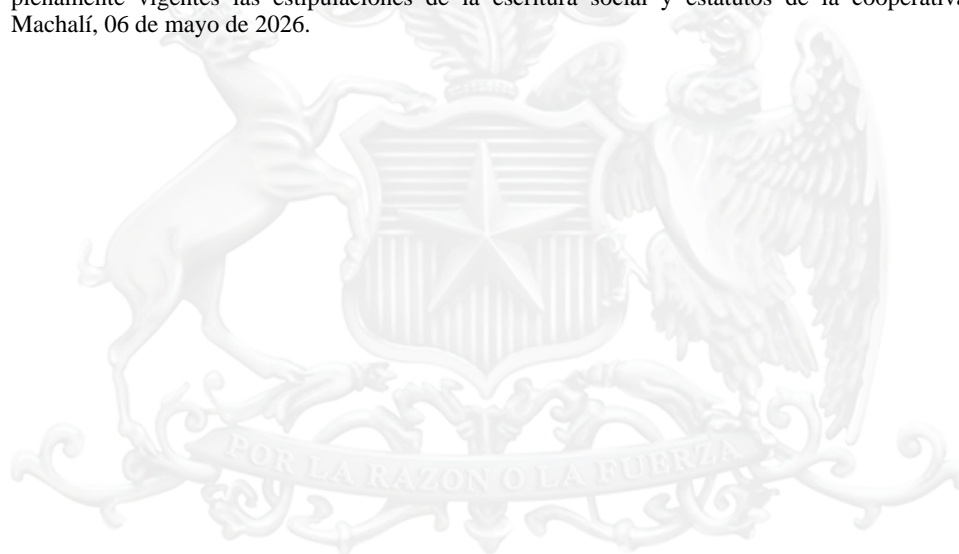 plenamente vigentes las estipulaciones de la escritura social y estatutos de la cooperativa
Machalí, 06 de mayo de 2026.
POR LA RAZON O LA FUERZA